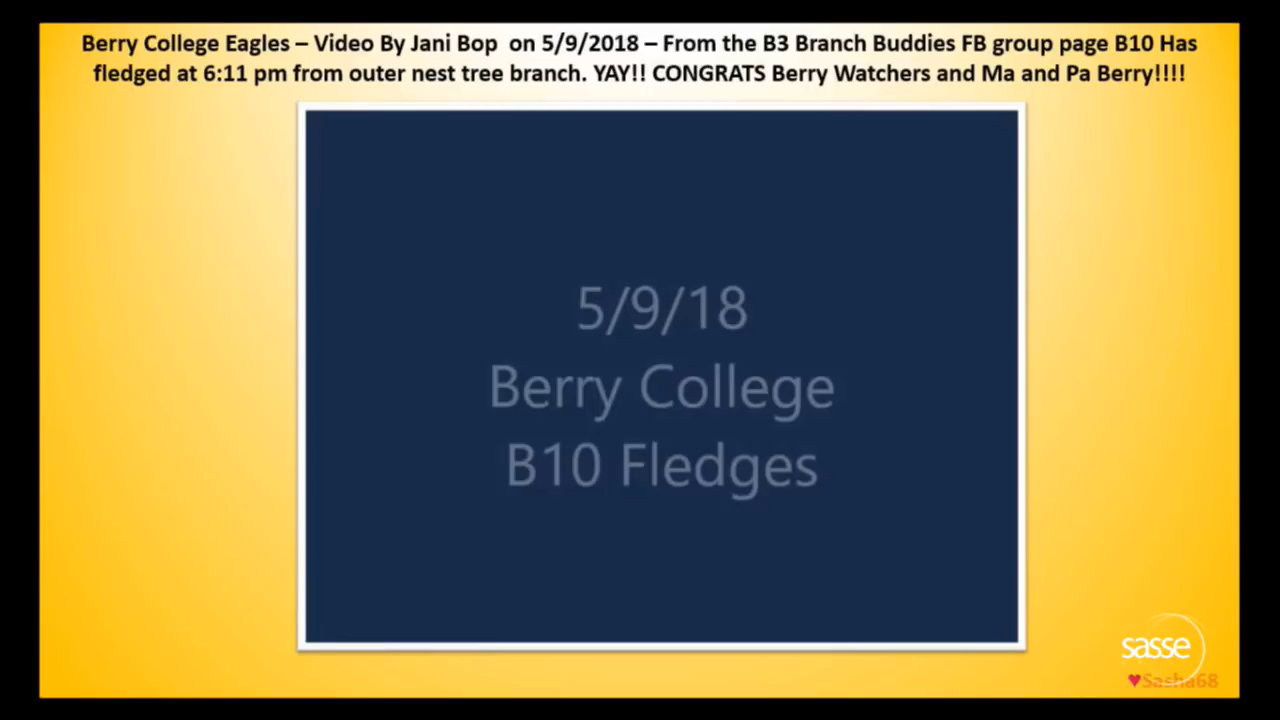 Berry College Eagles – Video By Jani Bop on 5/9/2018 – From the B3 Branch Buddies FB group page B10 Has
fledged at 6:11 pm from outer nest tree branch. YAY!! CONGRATS Berry Watchers and Ma and Pa Berry!!!!
5/9/18
Berry College
B10 Fledges
sasse
♥Sasha68